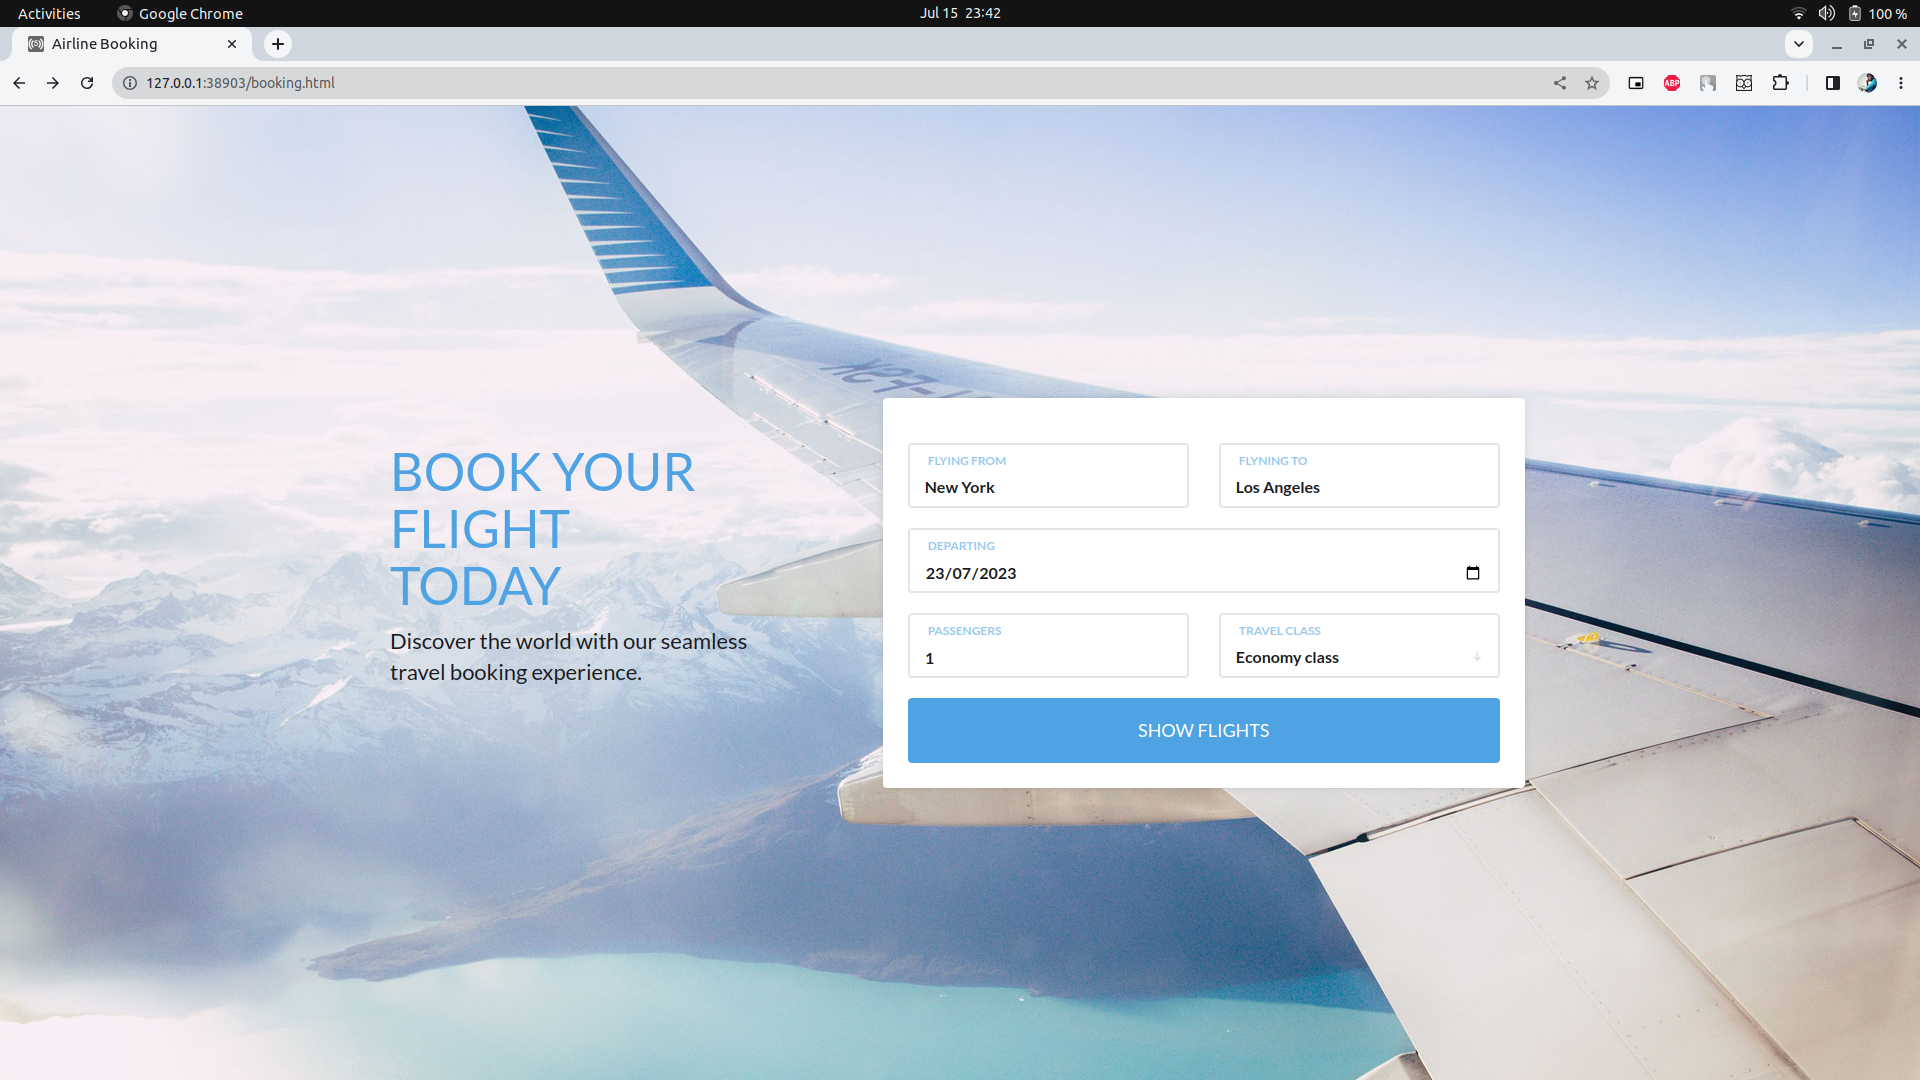 Activities
Google Chrome
Jul 15 23:42
100 %
Airline Booking
127.0.0.1:38903/booking.html
ABP
BOOK YOUR
FLIGHT
TODAY
Discover the world with our seamless
travel booking experience.
FLYING FROM
New York
FLYNING TO
Los Angeles
DEPARTING
23/07/2023
PASSENGERS
1
TRAVEL CLASS
Economy class
SHOW FLIGHTS